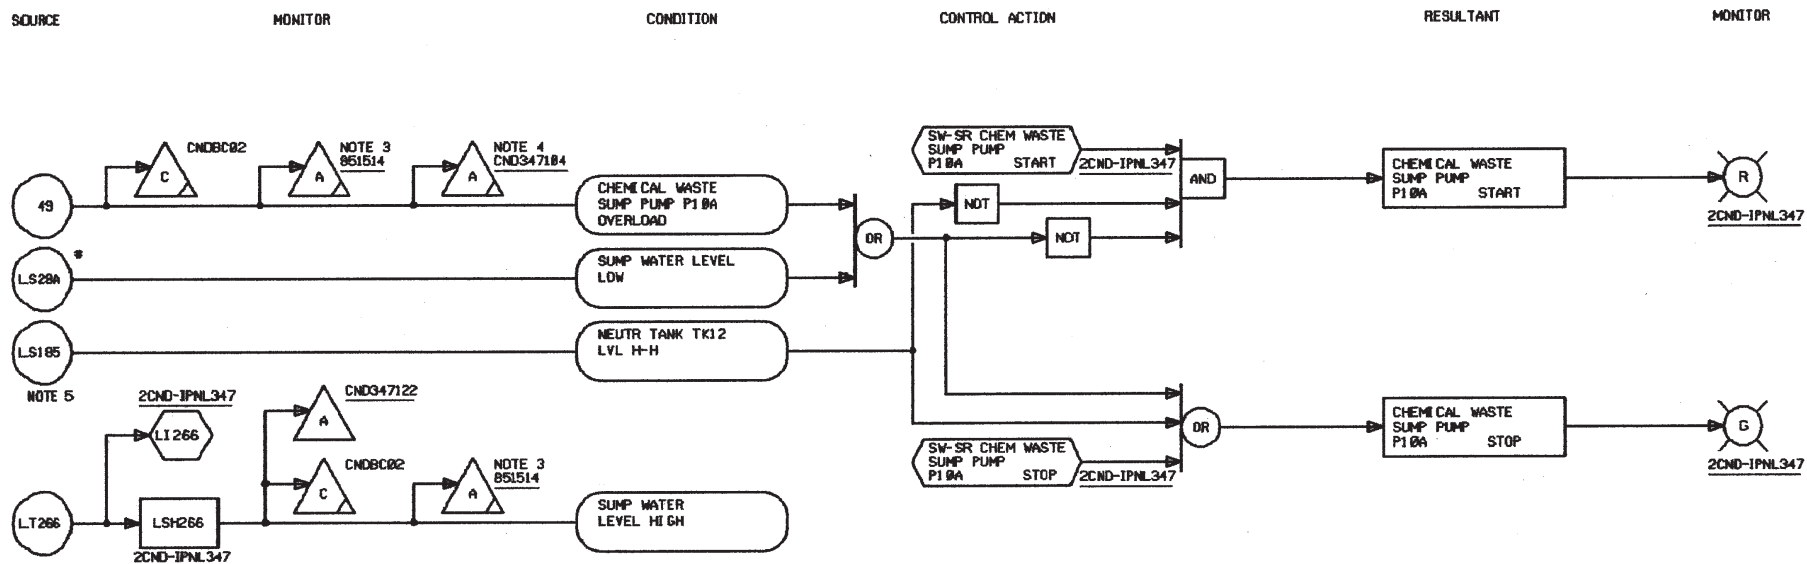 SOURCE
MONITOR
CONDITION
CONTROL ACTION
RESULTANT
MONITOR
49
C
CNDBC02
A
NOTE 3
851514
A
NOTE 4
CND347104
CHEMICAL WASTE
SUMP PUMP P10A
OVERLOAD
SW-SR CHEM WASTE
SUMP PUMP
P10A START
2CND-IPNL347
NOT
AND
NOT
OR
CHEMICAL WASTE
SUMP PUMP
P10A START
R
2CND-IPNL347
LS28A
*
SUMP WATER LEVEL
LOW
LS185
NOTE 5
NEUTR TANK TK12
LVL H-H
2CND-IPNL347
LI266
A
CND347122
C
CNDBC02
A
NOTE 3
851514
LT266
LSH266
2CND-IPNL347
SUMP WATER
LEVEL HIGH
SW-SR CHEM WASTE
SUMP PUMP
P10A STOP
2CND-IPNL347
OR
CHEMICAL WASTE
SUMP PUMP
P10A STOP
G
2CND-IPNL347